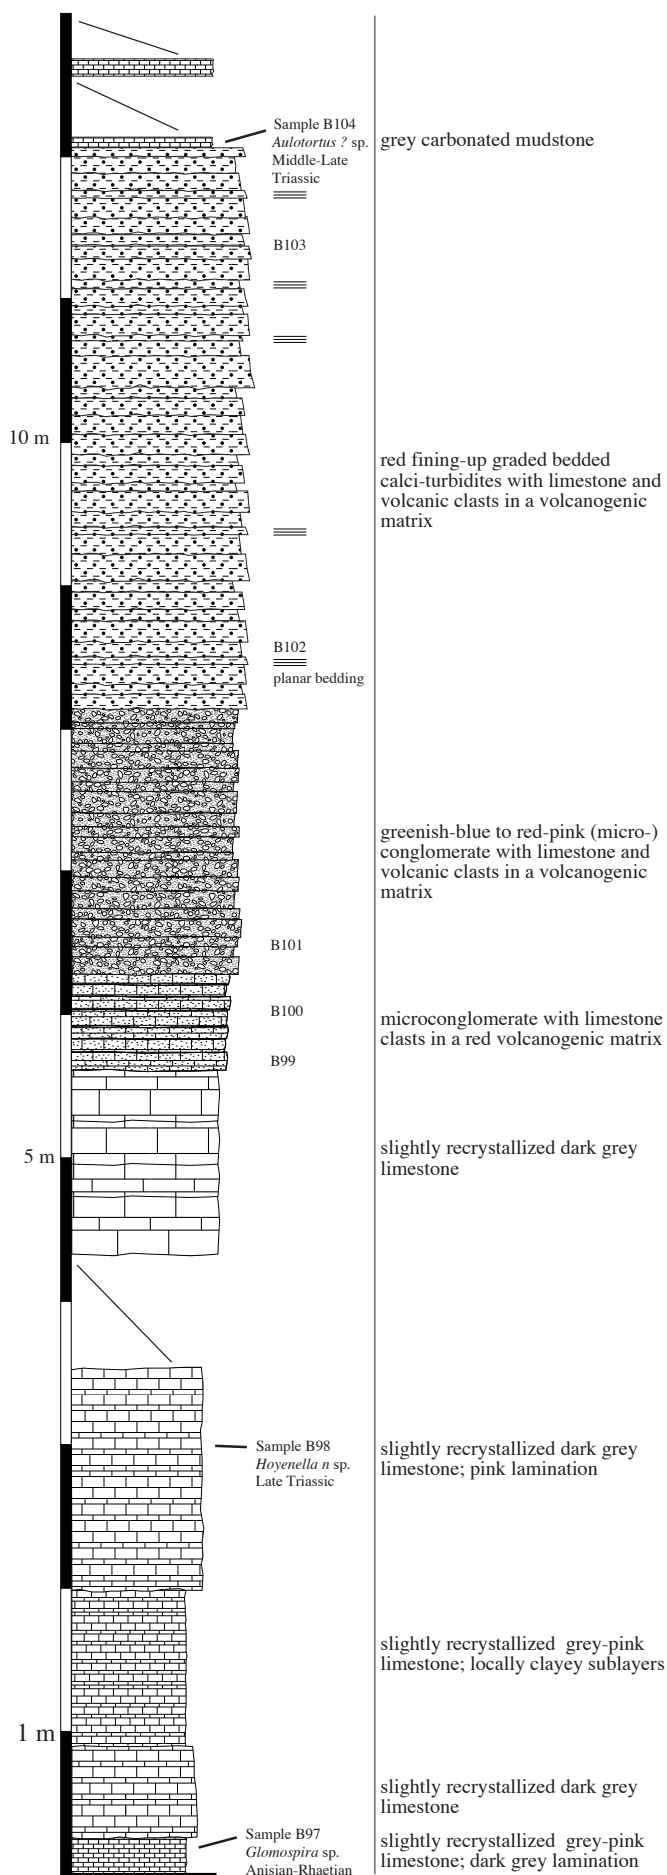 Sample B104
Aulotortus ? sp.
Middle-Late
Triassic
grey carbonated mudstone
B103
10 m
red fining-up graded bedded
calci-turbidites with limestone and
volcanic clasts in a volcanogenic
matrix
B102
planar bedding
greenish-blue to red-pink (micro-)
conglomerate with limestone and
volcanic clasts in a volcanogenic
matrix
B101
B100
microconglomerate with limestone
clasts in a red volcanogenic matrix
B99
5 m
slightly recrystallized dark grey
limestone
Sample B98
Hoyenella n sp.
Late Triassic
slightly recrystallized dark grey
limestone; pink lamination
slightly recrystallized grey-pink
limestone; locally clayey sublayers
1 m
slightly recrystallized dark grey
limestone
Sample B97
Glomospira sp.
Anisian-Rhaetian
slightly recrystallized grey-pink
limestone; dark grey lamination